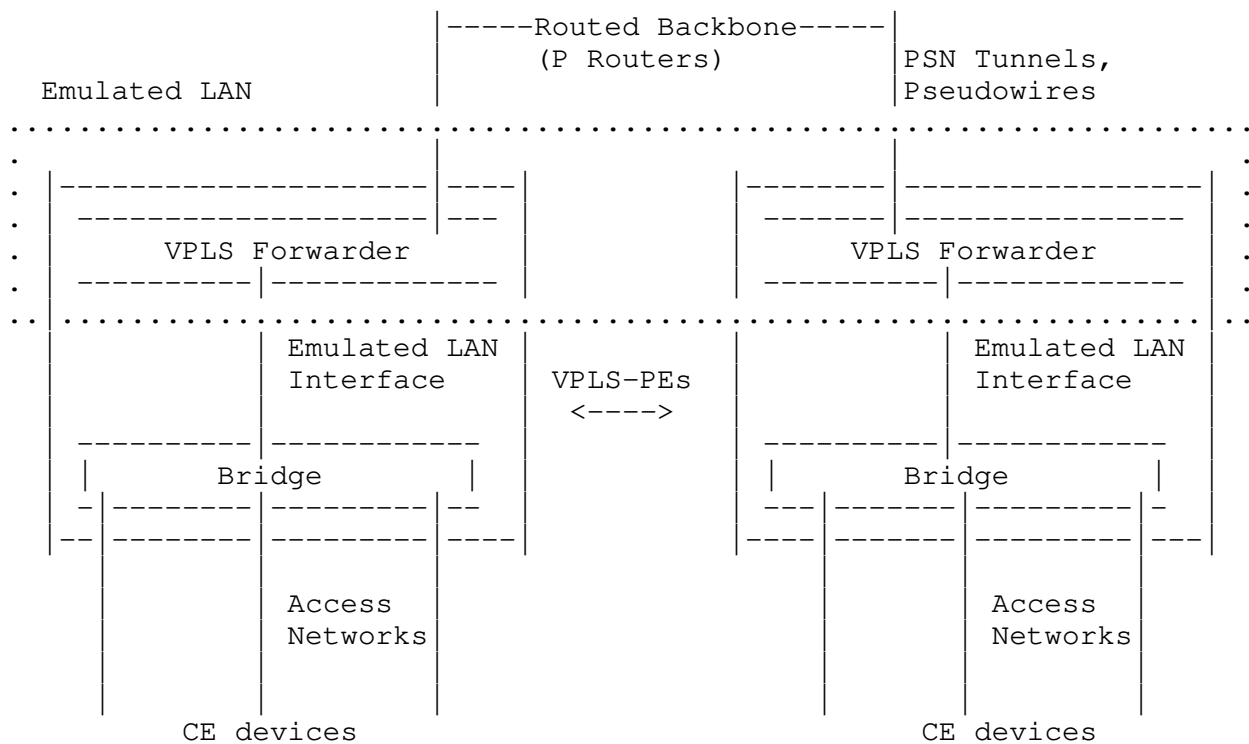 |-----Routed Backbone-----|
(P Routers) PSN Tunnels,
Emulated LAN Pseudowires
VPLS Forwarder VPLS Forwarder
Emulated LAN Emulated LAN
Interface VPLS-PEs Interface
<---->
Bridge Bridge
Access Access
Networks Networks
CE devices CE devices